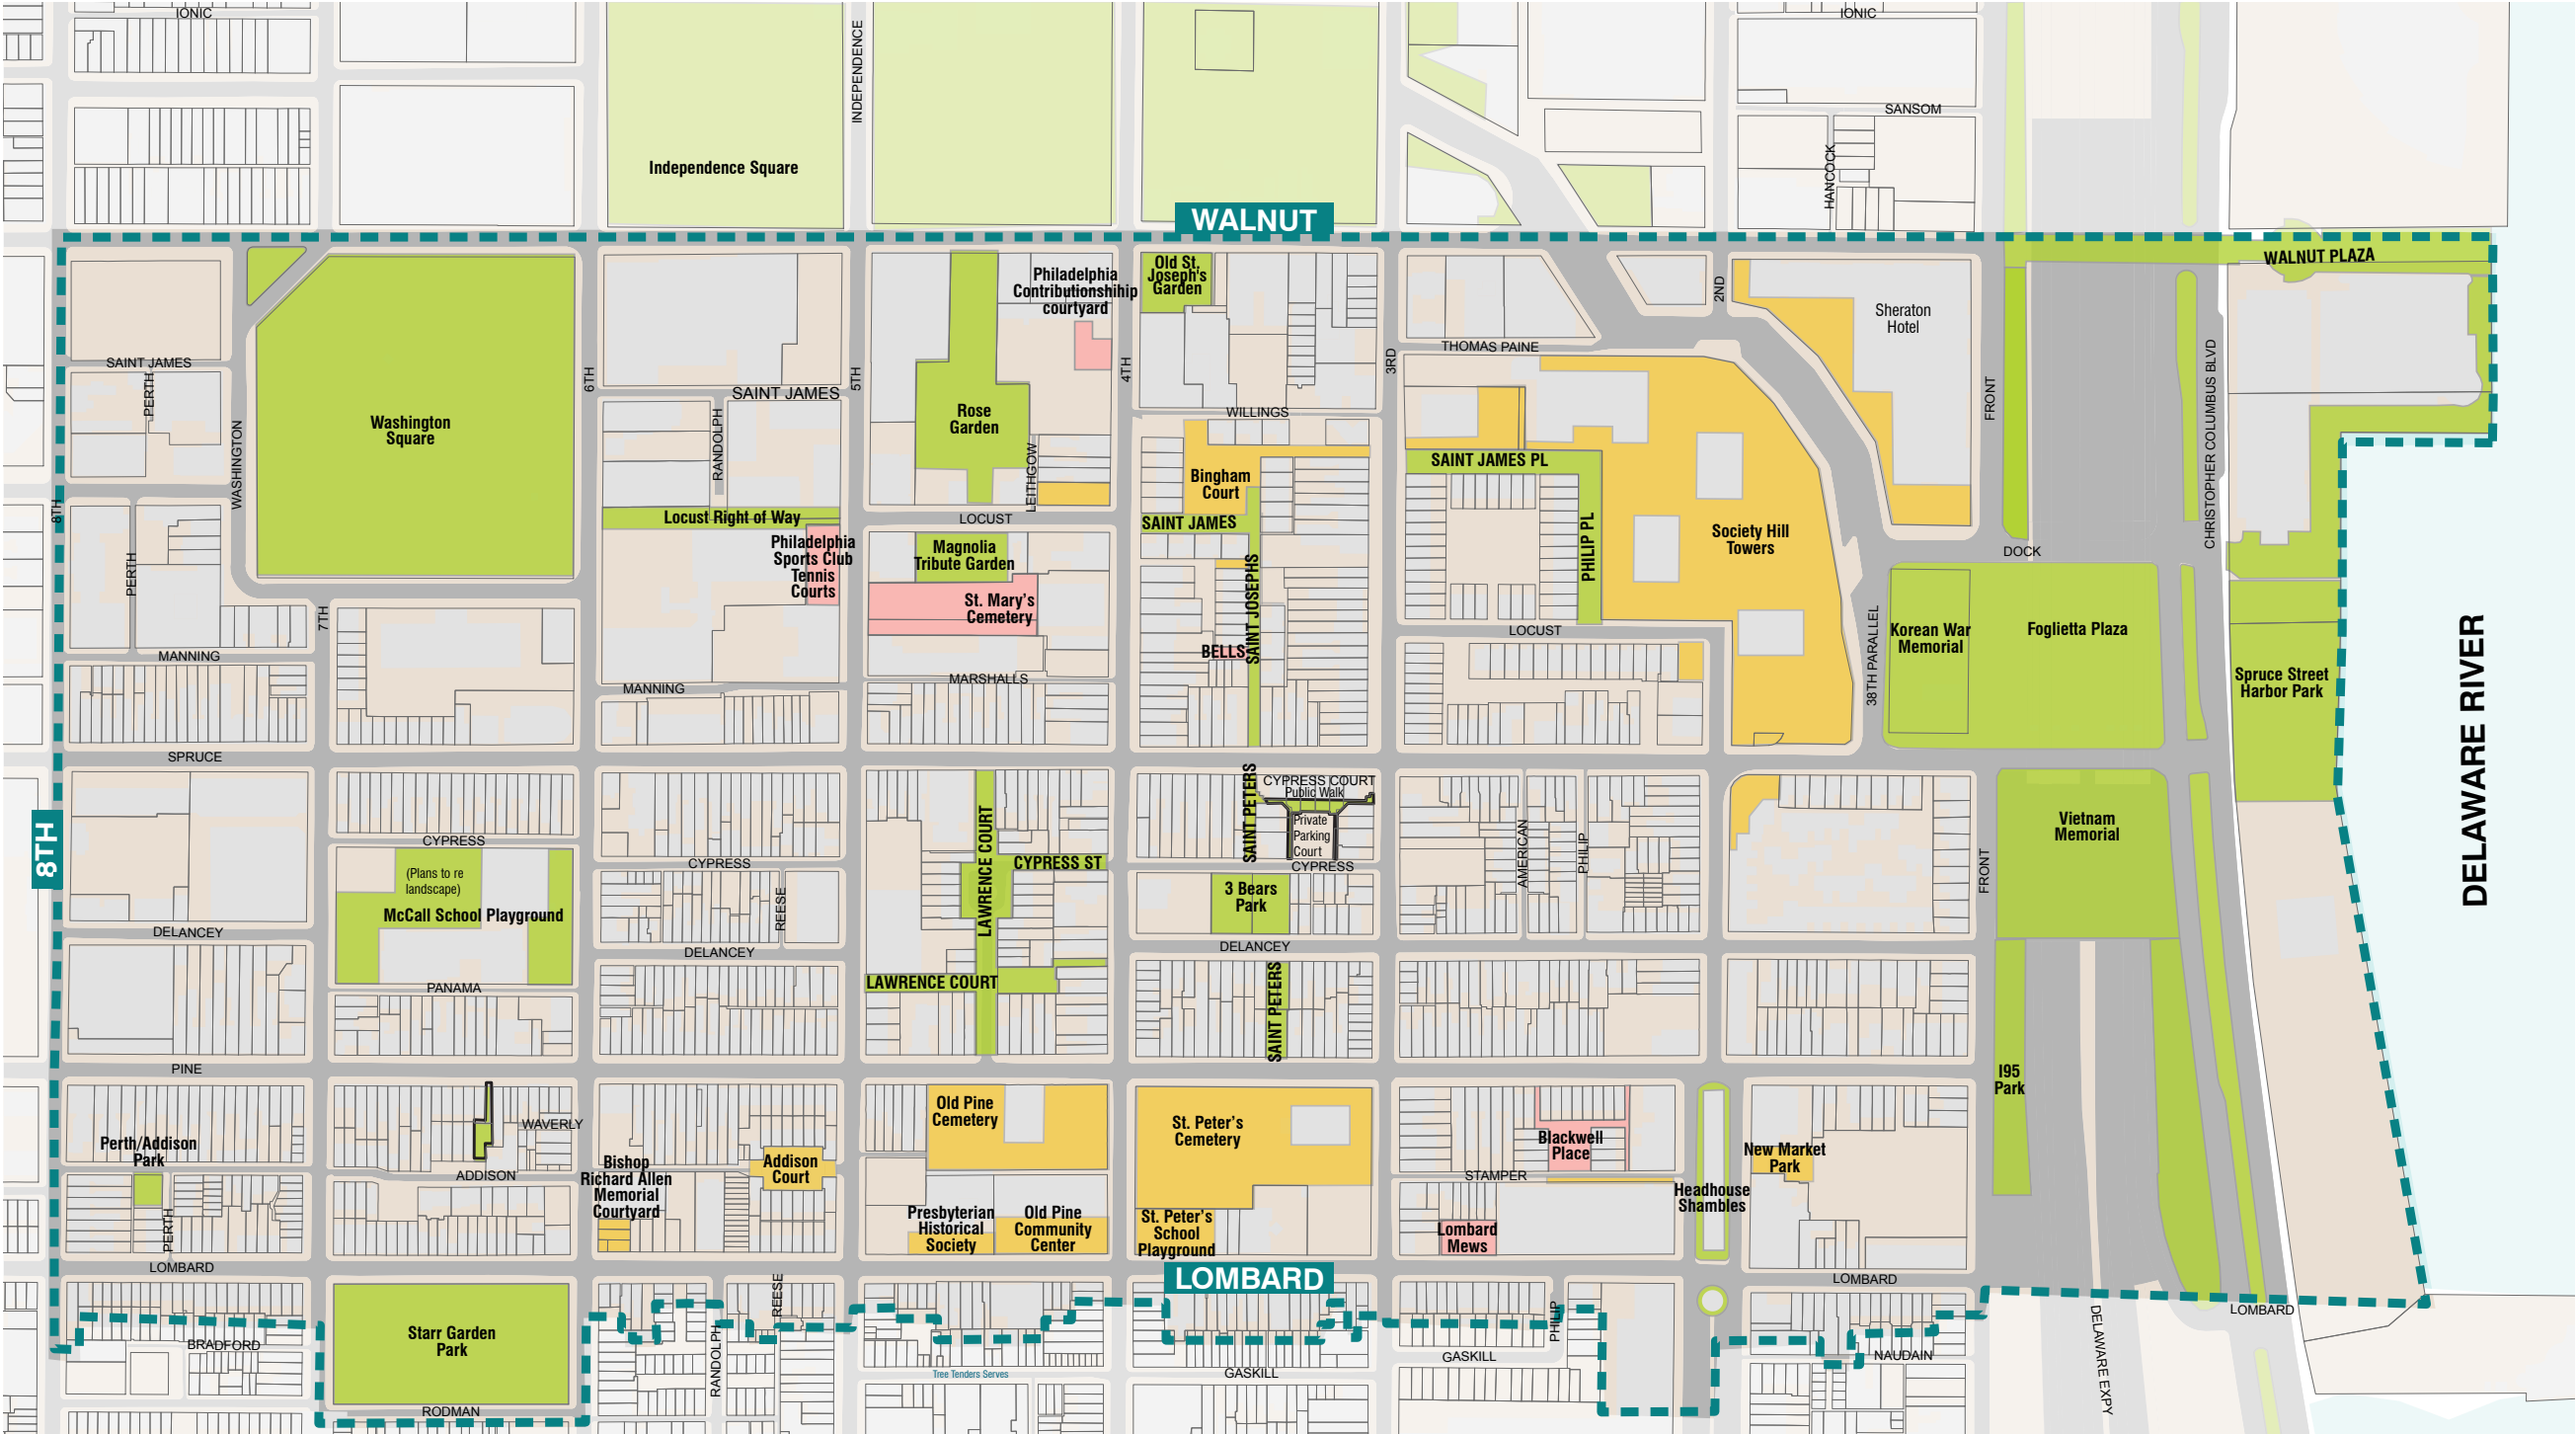 IONIC
INDEPENDENCE
IONIC
SANSOM
HANCOCK
Independence Square
WALNUT
WALNUT PLAZA
Philadelphia
Contributionshihip
courtyard
Old St.
Joseph's
Garden
2ND
Sheraton
Hotel
SAINT JAMES
PERTH
WASHINGTON
Washington
Square
6TH
SAINT JAMES
RANDOLPH
5TH
Rose
Garden
LEITHGOW
4TH
WILLINGS
3RD
THOMAS PAINE
FRONT
CHRISTOPHER COLUMBUS BLVD
8TH
PERTH
Locust Right of Way
LOCUST
Bingham
Court
SAINT JAMES
SAINT JAMES PL
PHILIP PL
Society Hill
Towers
DOCK
Philadelphia
Sports Club
Tennis
Courts
Magnolia
Tribute Garden
St. Mary's
Cemetery
SAINT JOSEPHS
BELLS
LOCUST
38TH PARALLEL
Korean War
Memorial
Foglietta Plaza
Spruce Street
Harbor Park
DELAWARE RIVER
7TH
MANNING
MANNING
MARSHALLS
SPRUCE
8TH
CYPRESS
(Plans to re
landscape)
McCall School Playground
CYPRESS
REESE
LAWRENCE COURT
CYPRESS ST
SAINT PETERS
CYPRESS COURT
Public Walk
Private
Parking
Court
CYPRESS
3 Bears
Park
AMERICAN
PHILIP
FRONT
Vietnam
Memorial
DELANCEY
DELANCEY
DELANCEY
PANAMA
LAWRENCE COURT
SAINT PETERS
PINE
I95
Park
Perth/Addison
Park
WAVERLY
ADDISON
PERTH
Bishop
Richard Allen
Memorial
Courtyard
Addison
Court
Old Pine
Cemetery
Presbyterian
Historical
Society
Old Pine
Community
Center
St. Peter's
Cemetery
St. Peter's
School
Playground
Blackwell
Place
STAMPER
Lombard
Mews
Headhouse
Shambles
New Market
Park
LOMBARD
LOMBARD
LOMBARD
LOMBARD
BRADFORD
Starr Garden
Park
RODMAN
RANDOLPH
REESE
Tree Tenders Serves
GASKILL
GASKILL
PHILIP
NAUDAIN
DELAWARE EXPY